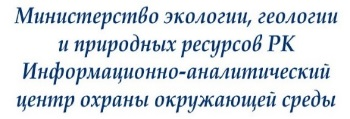 Министерство экологии, геологии
и природных ресурсов РК
Информационно-аналитический
центр охраны окружающей среды